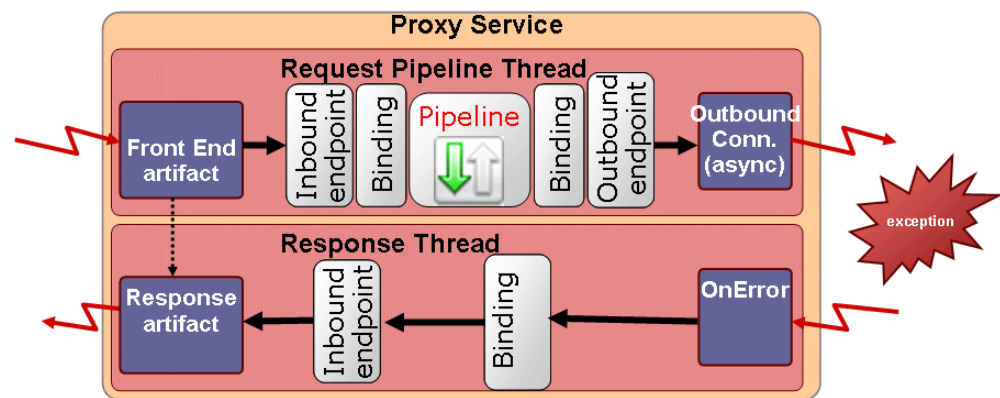 Proxy Service
Request Pipeline Thread
Front End
artifact
Inbound
endpoint
Binding
Pipeline
Binding
Outbound
endpoint
Outbound
Conn.
(async)
exception
Response Thread
Response
artifact
Inbound
endpoint
Binding
OnError